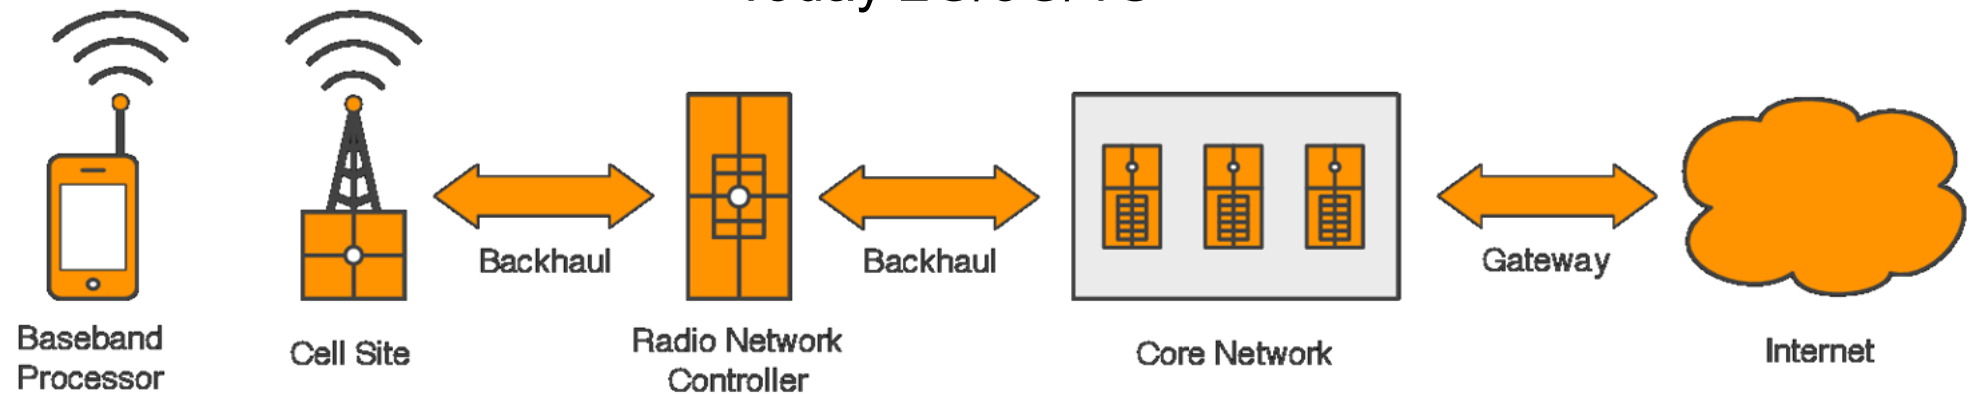 Baseband
Processor
Cell Site
Backhaul
Radio Network
Controller
Backhaul
Core Network
Gateway
Internet